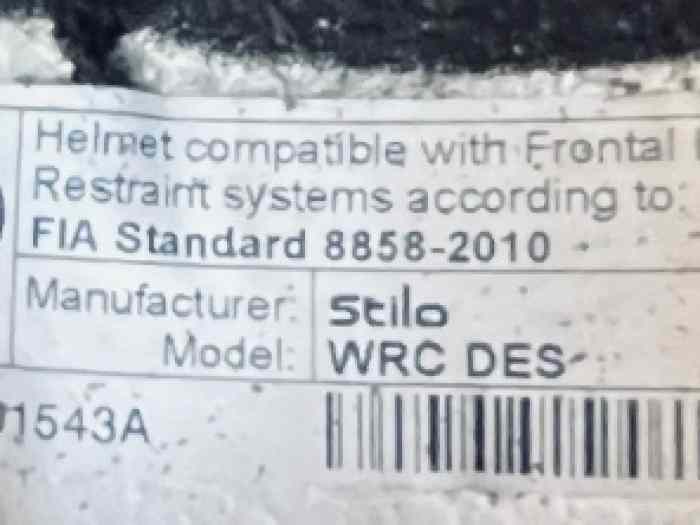 Helmet compatible with Frontal
Restraint systems according to:
FIA Standard 8858-2010
Manufacturer: Stilo
Model: WRC DES
1543A